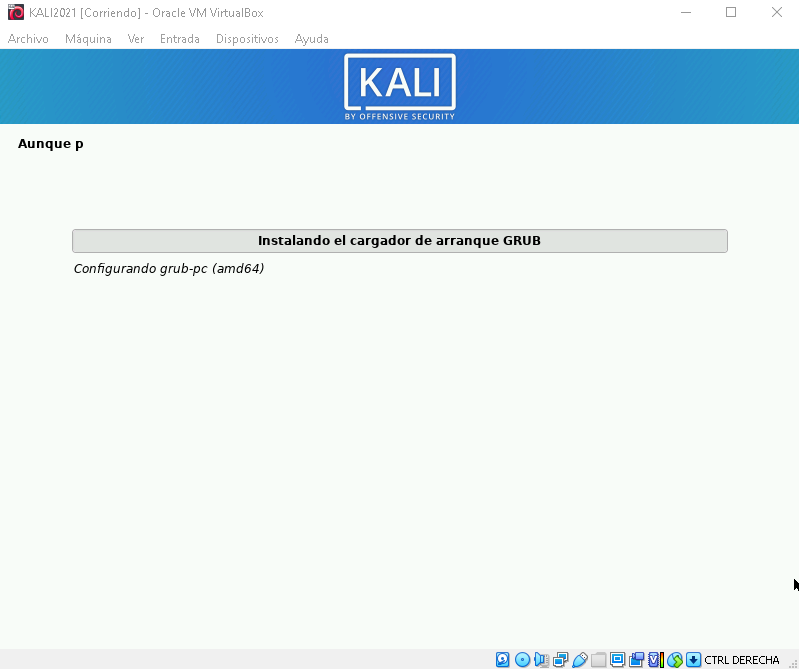 KALI2021 [Corriendo] - Oracle VM VirtualBox
Archivo Máquina Ver Entrada Dispositivos Ayuda
KALI
BY OFFENSIVE SECURITY
Aunque p
Instalando el cargador de arranque GRUB
Configurando grub-pc (amd64)
CTRL DERECHA